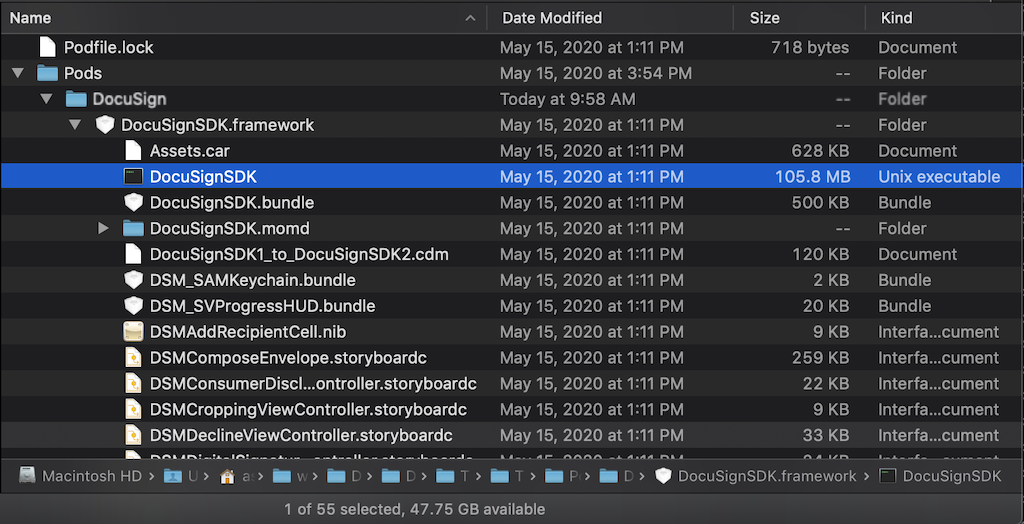 Name Date Modified Size Kind
Podfile.lock May 15, 2020 at 1:11 PM 718 bytes Document
Pods May 15, 2020 at 3:54 PM -- Folder
DocuSign Today at 9:58 AM -- Folder
DocuSignSDK.framework May 15, 2020 at 1:11 PM -- Folder
Assets.car May 15, 2020 at 1:11 PM 628 KB Document
DocuSignSDK May 15, 2020 at 1:11 PM 105.8 MB Unix executable
DocuSignSDK.bundle May 15, 2020 at 1:11 PM 500 KB Bundle
DocuSignSDK.momd May 15, 2020 at 1:11 PM -- Folder
DocuSignSDK1_to_DocuSignSDK2.cdm May 15, 2020 at 1:11 PM 120 KB Document
DSM_SAMKeychain.bundle May 15, 2020 at 1:11 PM 2 KB Bundle
DSM_SVProgressHUD.bundle May 15, 2020 at 1:11 PM 20 KB Bundle
DSMAddRecipientCell.nib May 15, 2020 at 1:11 PM 9 KB Interfa...cument
DSMComposeEnvelope.storyboardc May 15, 2020 at 1:11 PM 259 KB Interfa...cument
DSMConsumerDiscl...ontroller.storyboardc May 15, 2020 at 1:11 PM 22 KB Interfa...cument
DSMCroppingViewController.storyboardc May 15, 2020 at 1:11 PM 9 KB Interfa...cument
DSMDeclineViewController.storyboardc May 15, 2020 at 1:11 PM 33 KB Interfa...cument
Macintosh HD › U › › w › D › D › T › T › › D › DocuSignSDK.framework › DocuSignSDK
1 of 55 selected, 47.75 GB available